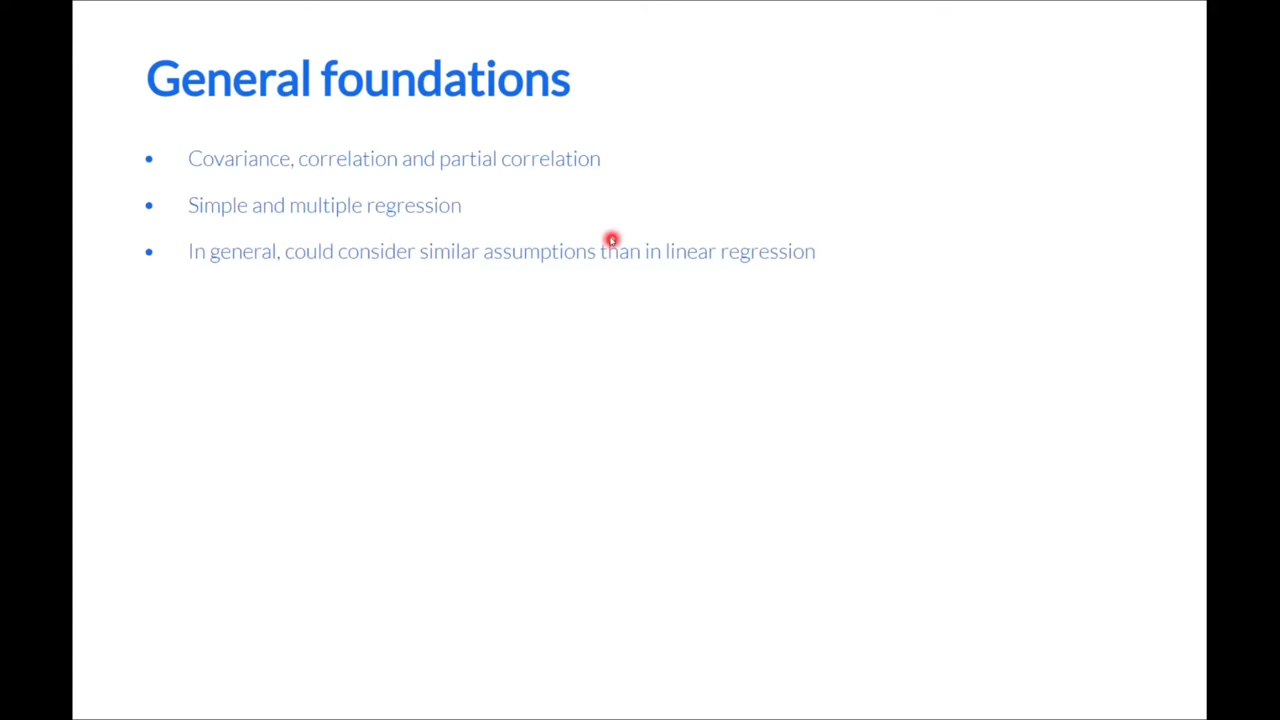 General foundations
• Covariance, correlation and partial correlation
• Simple and multiple regression
• In general, could consider similar assumptions than in linear regression